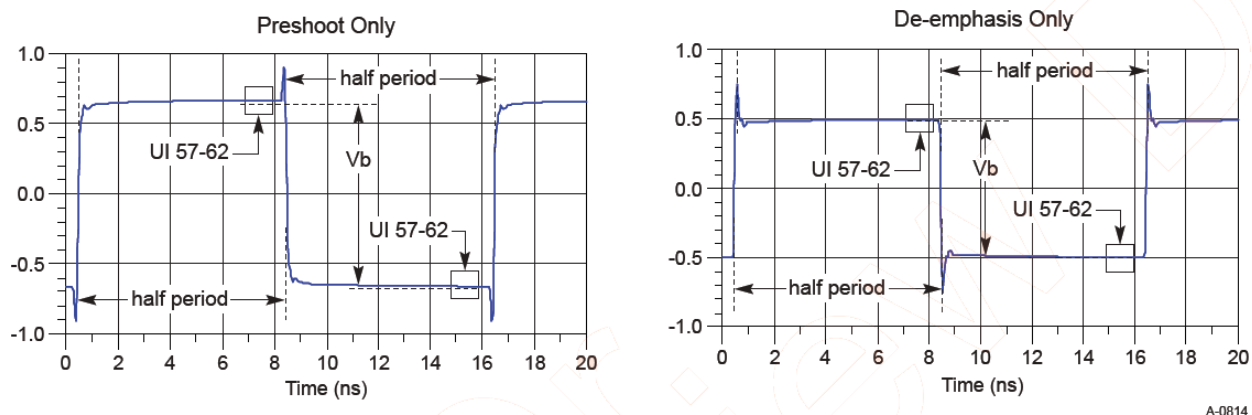 Preshoot Only
1.0
0.5
0.0
-0.5
-1.0
half period
UI 57-62
Vb
UI 57-62
half period
0 2 4 6 8 10 12 14 16 18 20
Time (ns)
De-emphasis Only
1.0
0.5
0.0
-0.5
-1.0
half period
UI 57-62
Vb
UI 57-62
half period
0 2 4 6 8 10 12 14 16 18 20
Time (ns)
A-0814